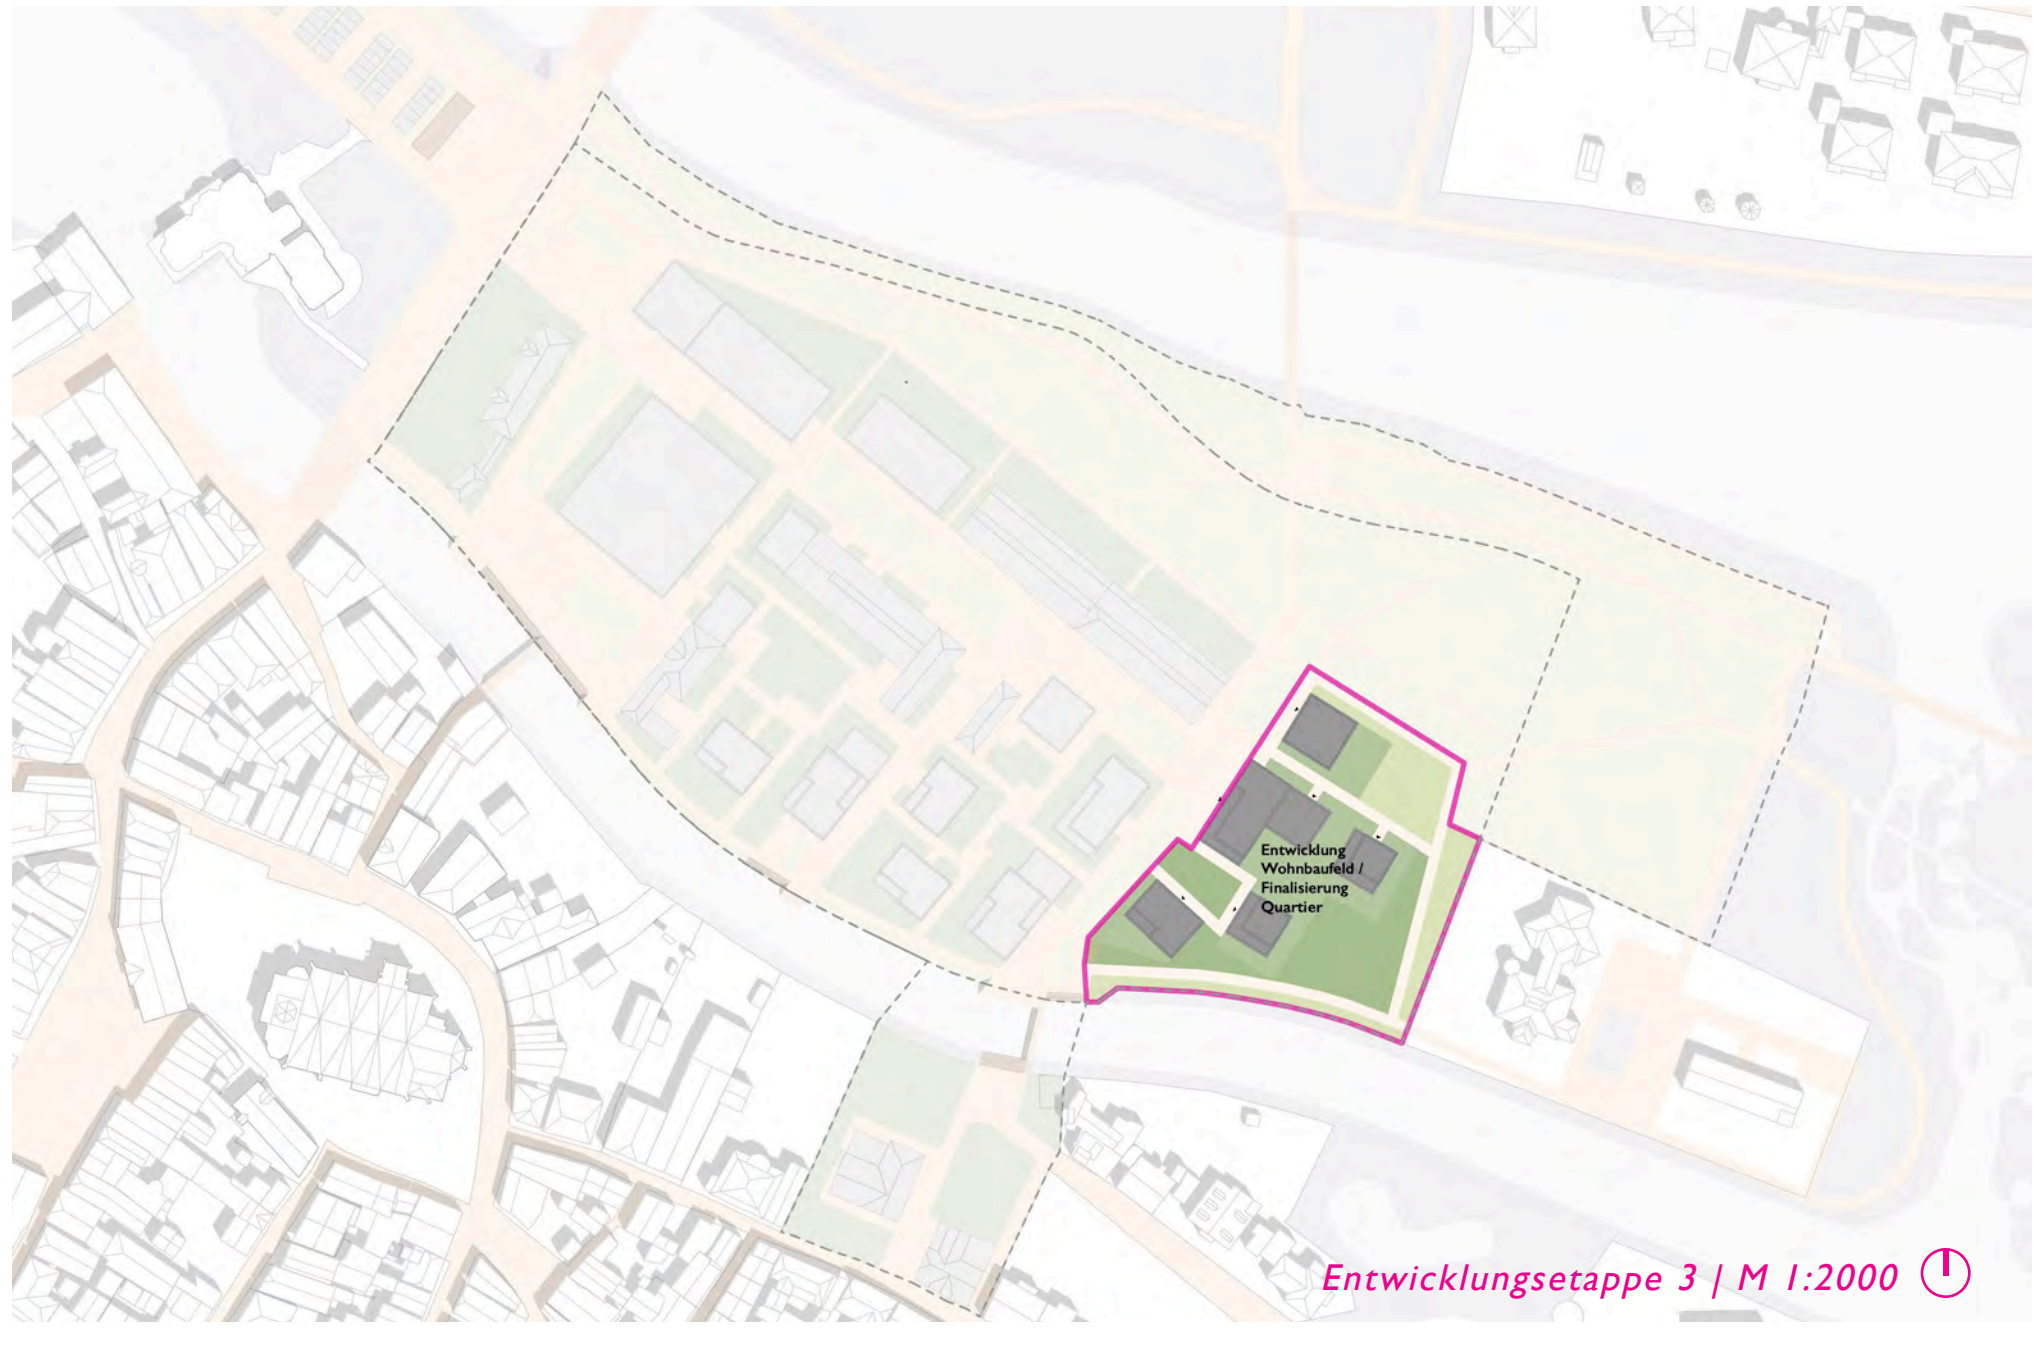 Entwicklung
Wohnbaufeld /
Finalisierung
Quartier
Entwicklungsetappe 3 | M 1:2000